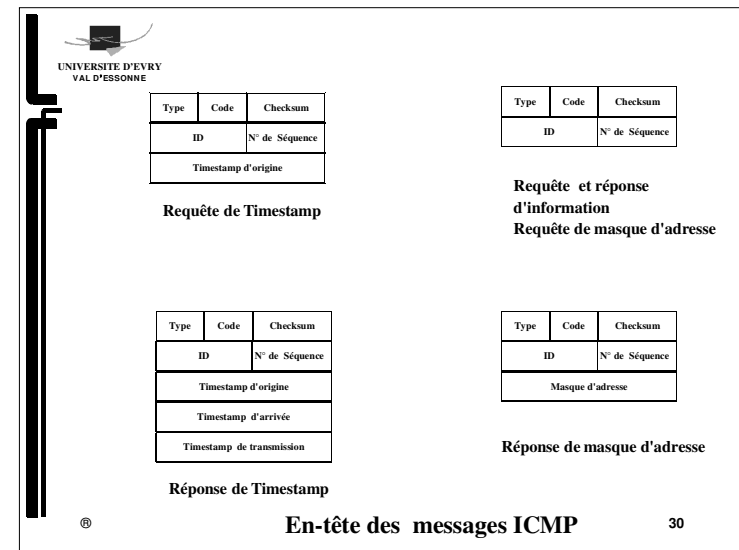 UNIVERSITE D'EVRY
VAL D'ESSONNE
Type Code Checksum
ID N° de Séquence
Timestamp d'origine
Requête de Timestamp
Type Code Checksum
ID N° de Séquence
Requête et réponse
d'information
Requête de masque d'adresse
Type Code Checksum
ID N° de Séquence
Timestamp d'origine
Timestamp d'arrivée
Timestamp de transmission
Réponse de Timestamp
Type Code Checksum
ID N° de Séquence
Masque d'adresse
Réponse de masque d'adresse
® En-tête des messages ICMP 30